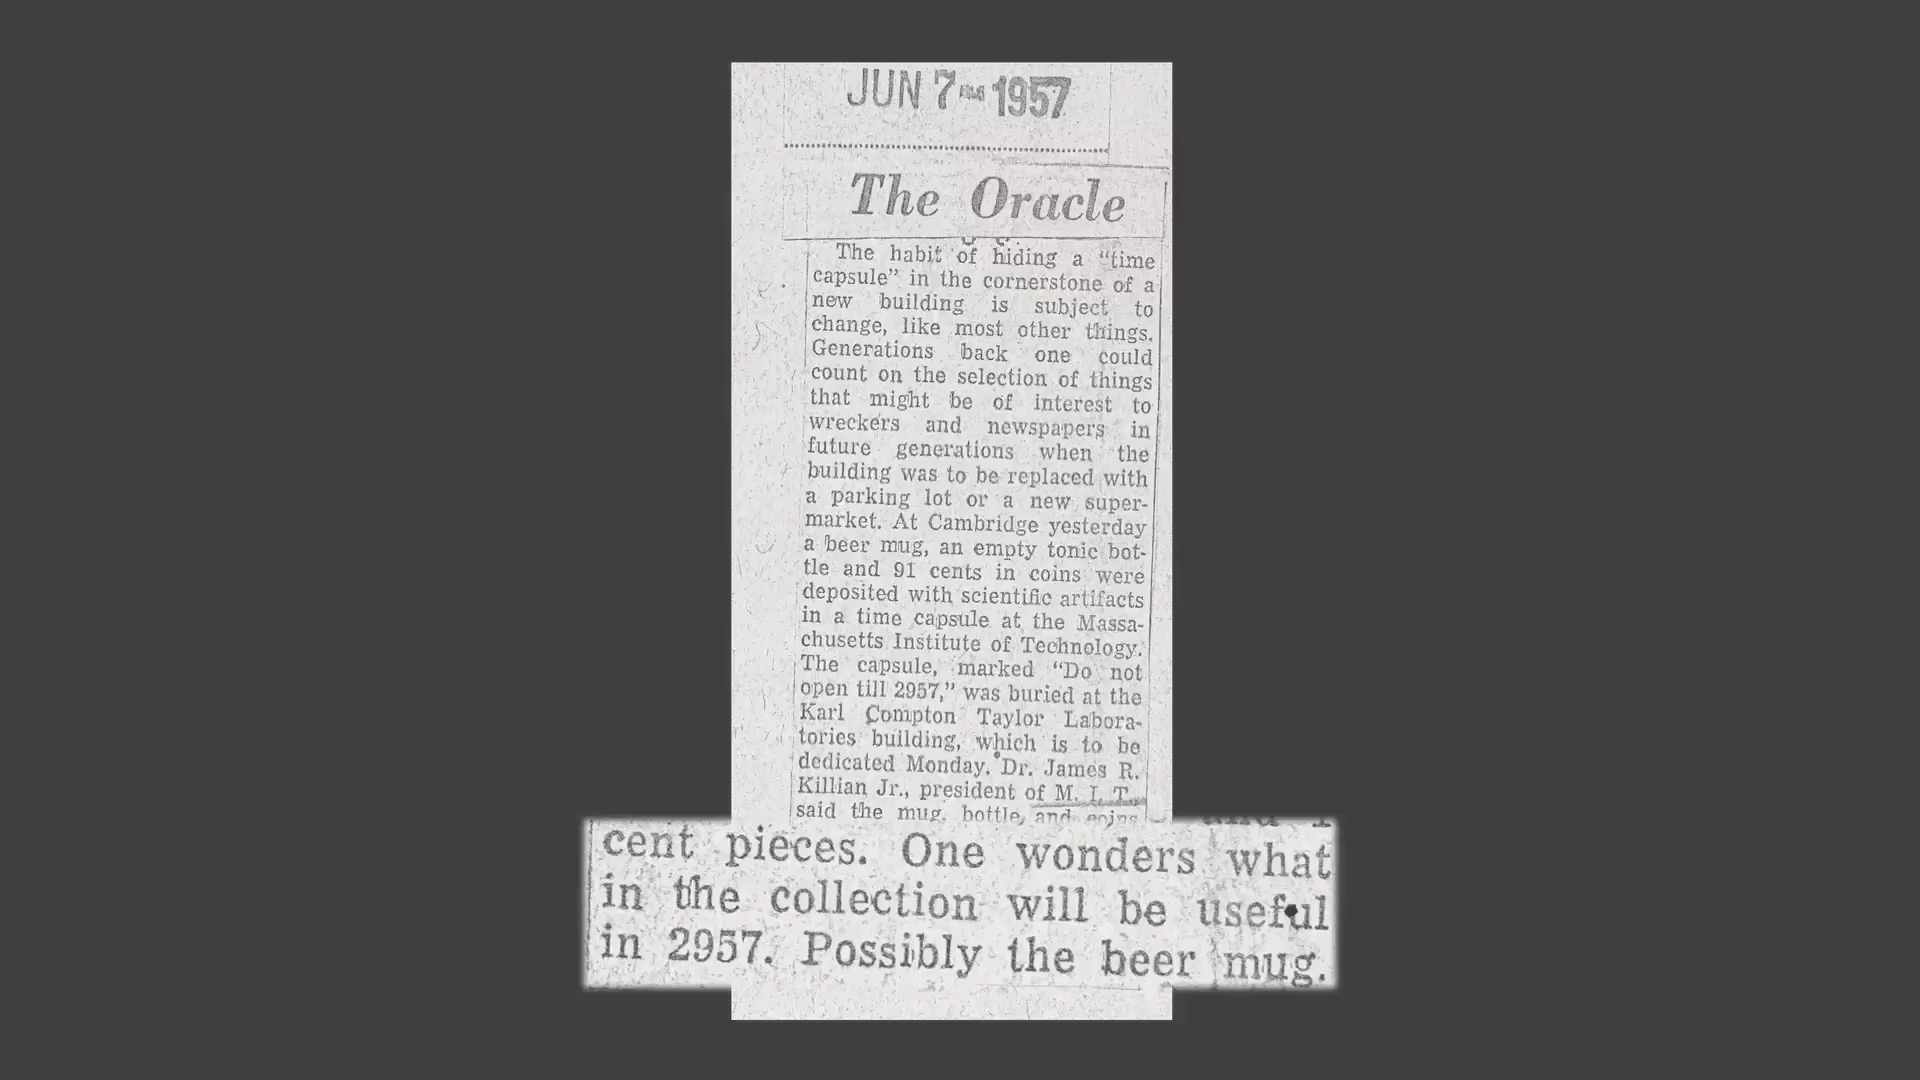 JUN 7 1957
The Oracle
The habit of hiding a “time
capsule” in the cornerstone of a
new building is subject to
change, like most other things.
Generations back one could
count on the selection of things
that might be of interest to
wreckers and newspapers in
future generations when the
building was to be replaced with
a parking lot or a new super-
market. At Cambridge yesterday
a beer mug, an empty tonic bot-
tle and 91 cents in coins were
deposited with scientific artifacts
in a time capsule at the Massa-
chusetts Institute of Technology.
The capsule, marked “Do not
open till 2957,” was buried at the
Karl Compton Taylor Labora-
tories building, which is to be
dedicated Monday. Dr. James R.
Killian Jr., president of M. I. T.,
said the mug, bottle, and coins
cent pieces. One wonders what
in the collection will be useful
in 2957. Possibly the beer mug.